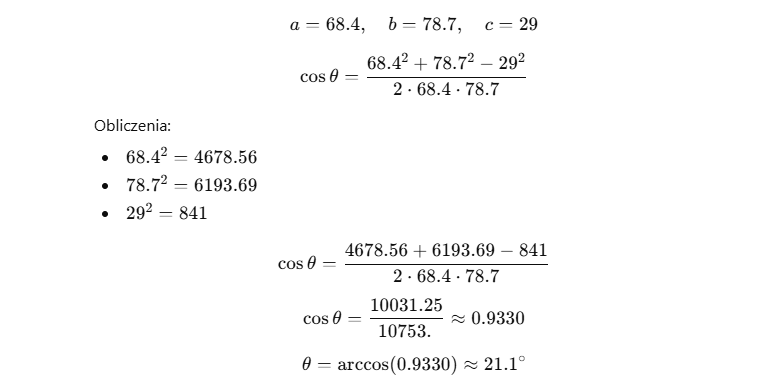 a = 68.4, b = 78.7, c = 29
cos θ = (68.4² + 78.7² − 29²) / (2 · 68.4 · 78.7)
Obliczenia:
• 68.4² = 4678.56
• 78.7² = 6193.69
• 29² = 841
cos θ = (4678.56 + 6193.69 − 841) / (2 · 68.4 · 78.7)
cos θ = 10031.25 / 10753. ≈ 0.9330
θ = arccos(0.9330) ≈ 21.1°